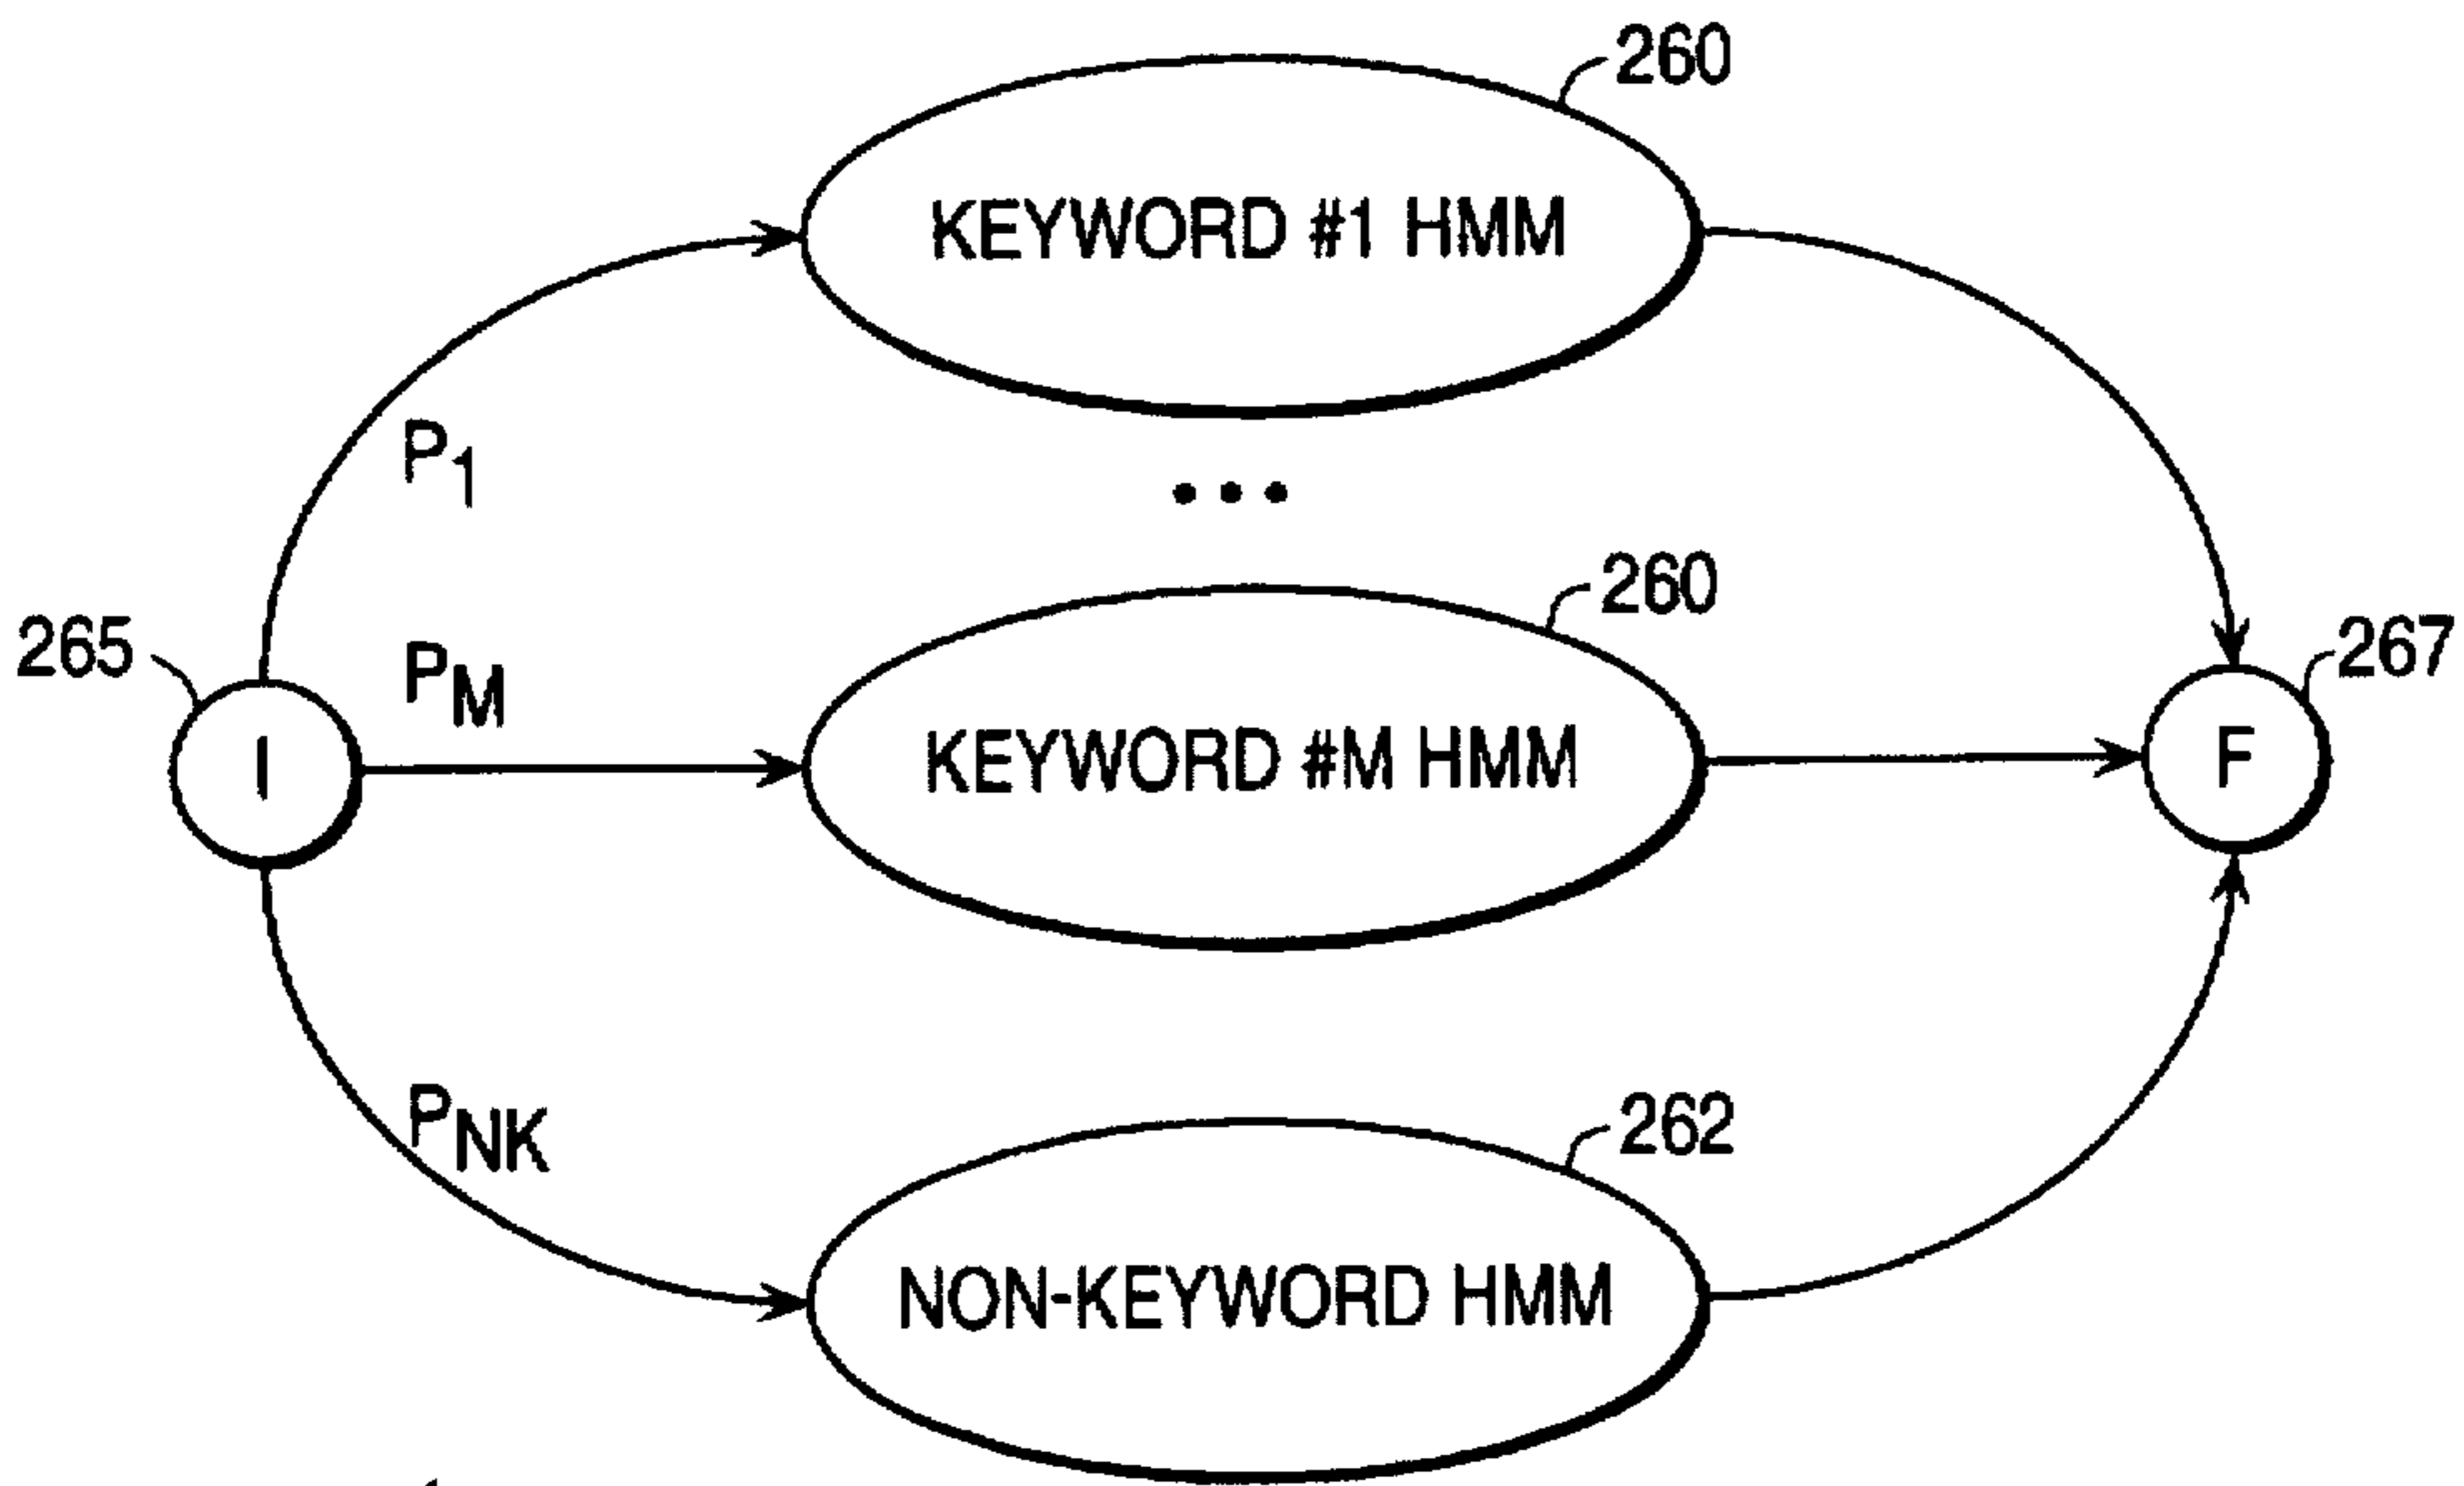 260
KEYWORD #1 HMM
P1
...
260
265
PM
267
I
KEYWORD #M HMM
F
PNK
262
NON-KEYWORD HMM